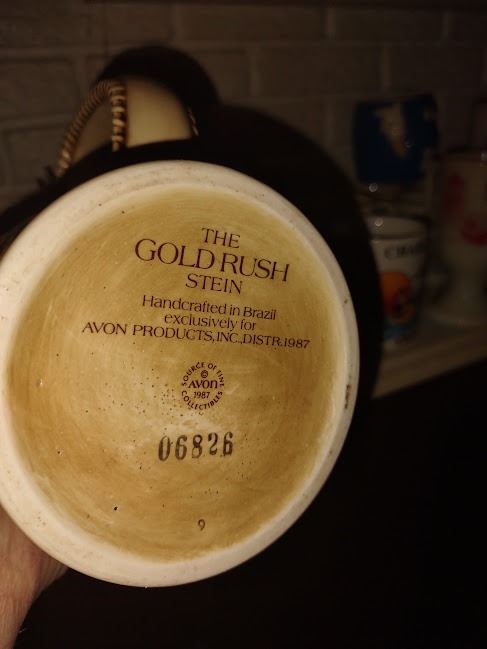 THE
GOLD RUSH
STEIN
Handcrafted in Brazil
exclusively for
AVON PRODUCTS, INC., DISTR. 1987
SOURCE OF FINE
©
AVON
1987
COLLECTIBLES
06826
9